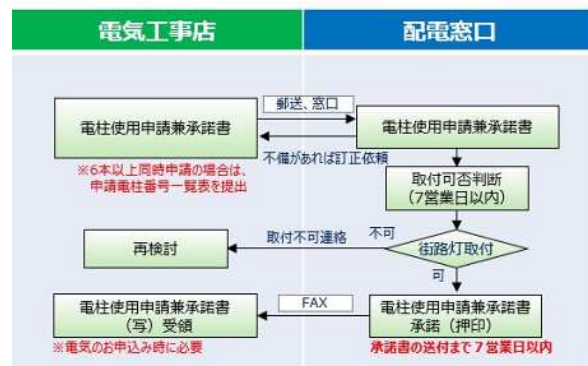 電気工事店
配電窓口
電柱使用申請兼承諾書
郵送、窓口
電柱使用申請兼承諾書
不備があれば訂正依頼
※6本以上同時申請の場合は、
申請電柱番号一覧表を提出
取付可否判断
(7営業日以内)
再検討
取付不可連絡
不可
街路灯取付
可
電柱使用申請兼承諾書
(写)受領
FAX
電柱使用申請兼承諾書
承諾(押印)
※電気のお申込み時に必要
承諾書の送付まで7営業日以内